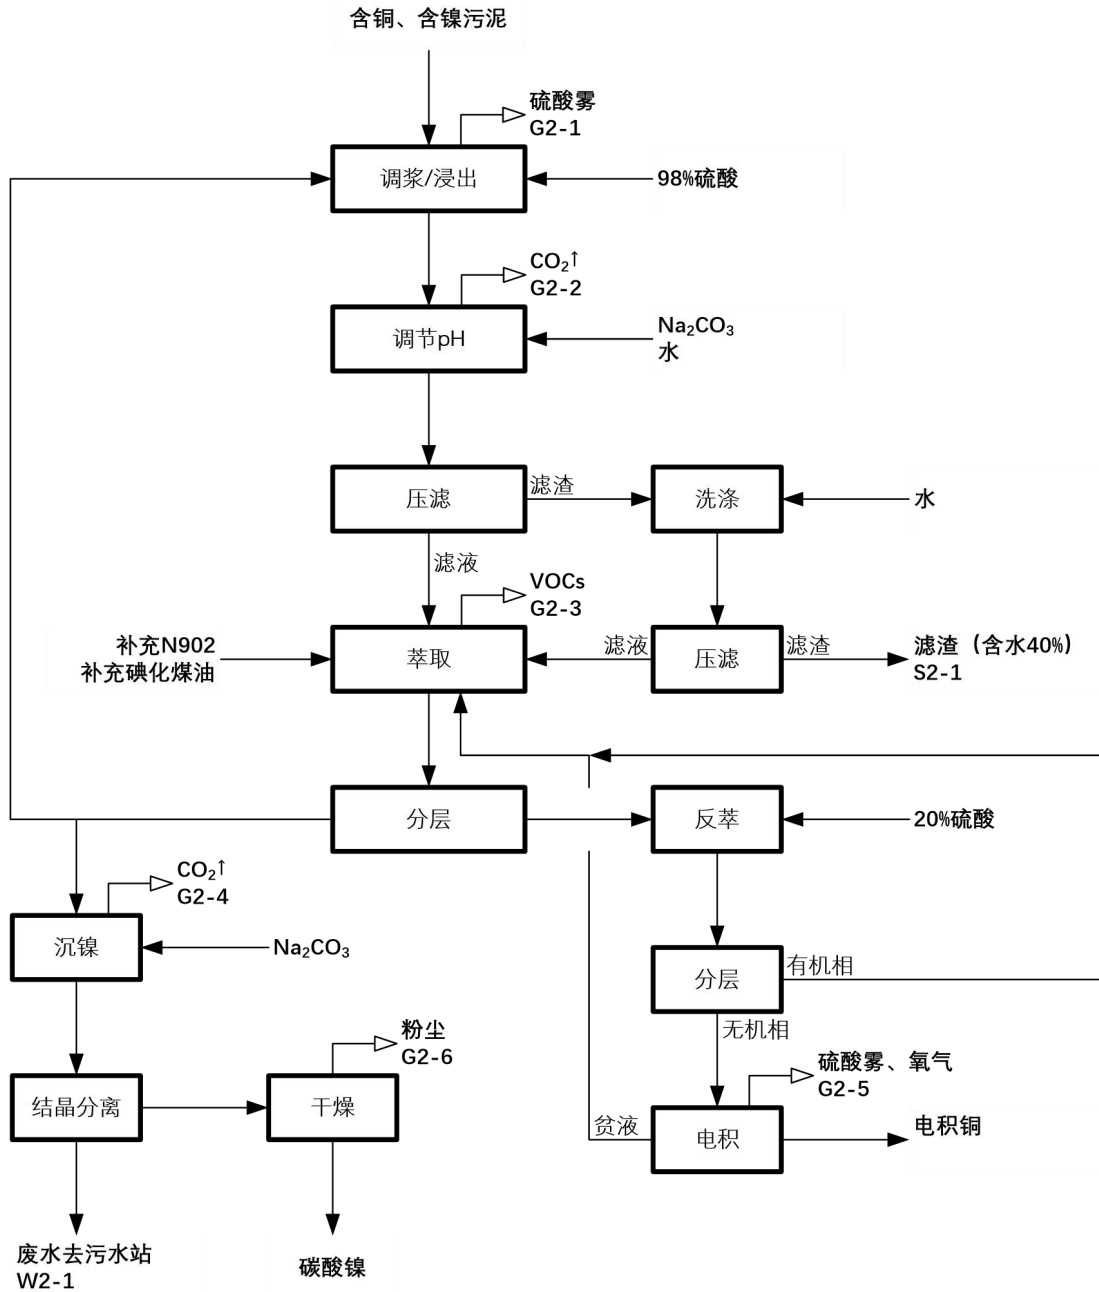 含铜、含镍污泥
硫酸雾
G2-1
调浆/浸出
98%硫酸
CO₂↑
G2-2
调节pH
Na₂CO₃
水
压滤
滤渣
洗涤
水
滤液
VOCs
G2-3
补充N902
补充碘化煤油
萃取
滤液
压滤
滤渣
滤渣（含水40%）
S2-1
分层
反萃
20%硫酸
CO₂↑
G2-4
沉镍
Na₂CO₃
分层
有机相
无机相
粉尘
G2-6
硫酸雾、氧气
G2-5
结晶分离
干燥
贫液
电积
电积铜
废水去污水站
W2-1
碳酸镍